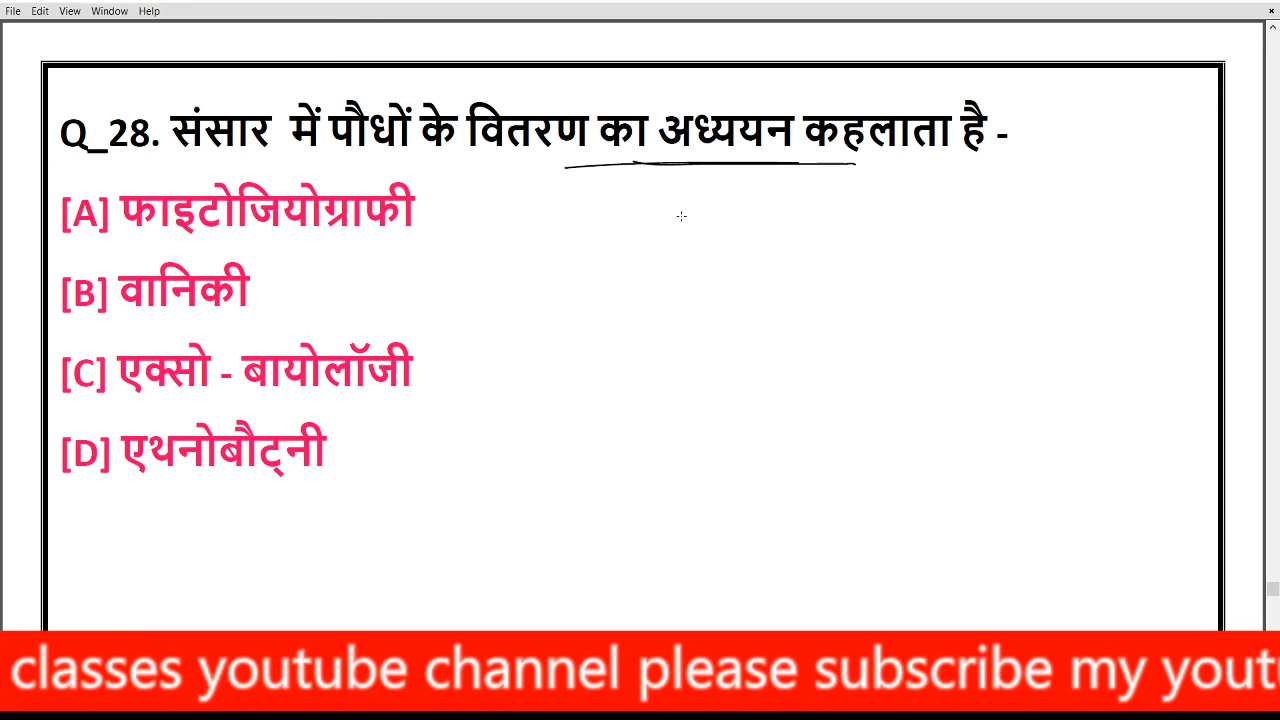 File Edit View Window Help ×
Q_28. संसार में पौधों के वितरण का अध्ययन कहलाता है -
[A] फाइटोजियोग्राफी
[B] वानिकी
[C] एक्सो - बायोलॉजी
[D] एथनोबौट्नी
classes youtube channel please subscribe my yout